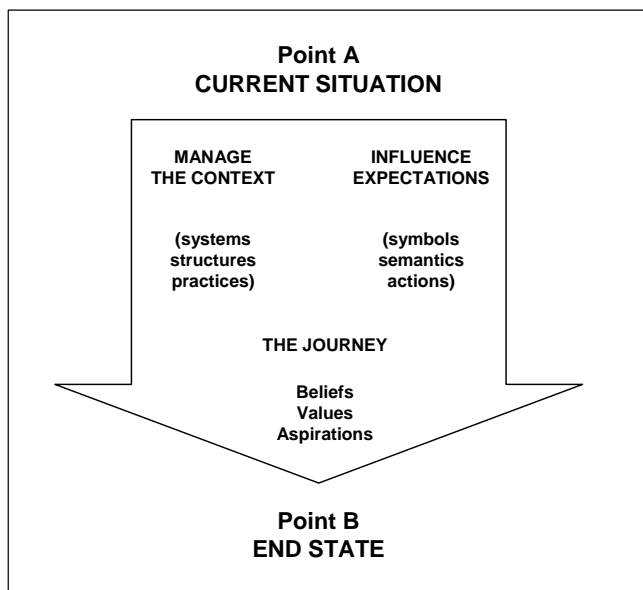 Point A
CURRENT SITUATION
MANAGE
THE CONTEXT
(systems
structures
practices)
INFLUENCE
EXPECTATIONS
(symbols
semantics
actions)
THE JOURNEY
Beliefs
Values
Aspirations
Point B
END STATE